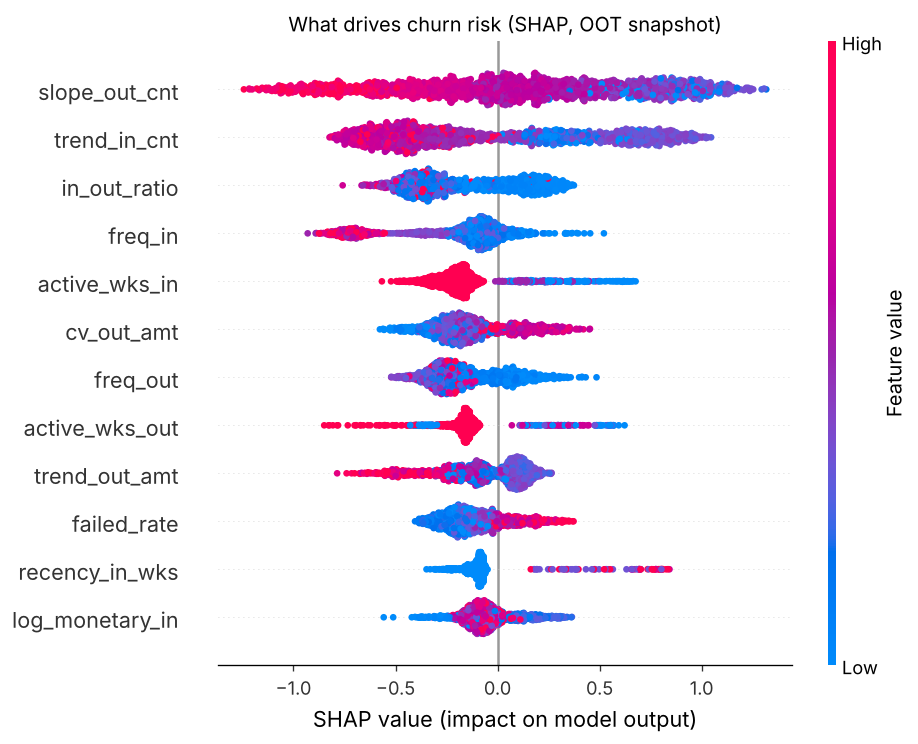 What drives churn risk (SHAP, OOT snapshot)
High
slope_out_cnt
trend_in_cnt
in_out_ratio
freq_in
active_wks_in
cv_out_amt
freq_out
active_wks_out
trend_out_amt
failed_rate
recency_in_wks
log_monetary_in
Feature value
Low
−1.0
−0.5
0.0
0.5
1.0
SHAP value (impact on model output)